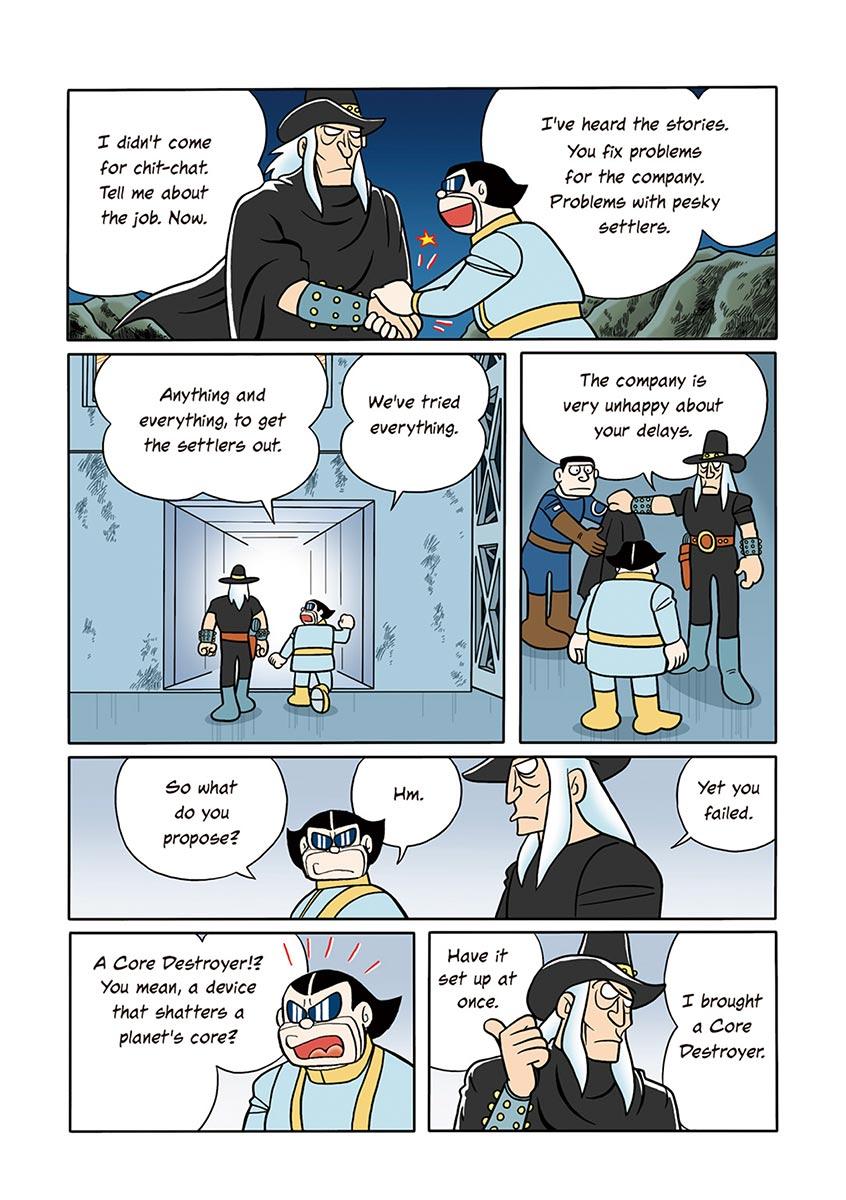 I've heard the stories.
You fix problems
for the company.
Problems with pesky
settlers.
I didn't come
for chit-chat.
Tell me about
the job. Now.
The company is
very unhappy about
your delays.
We've tried
everything.
Anything and
everything, to get
the settlers out.
Yet you
failed.
Hm.
So what
do you
propose?
I brought
a Core
Destroyer.
Have it
set up at
once.
A Core Destroyer!?
You mean, a device
that shatters a
planet's core?